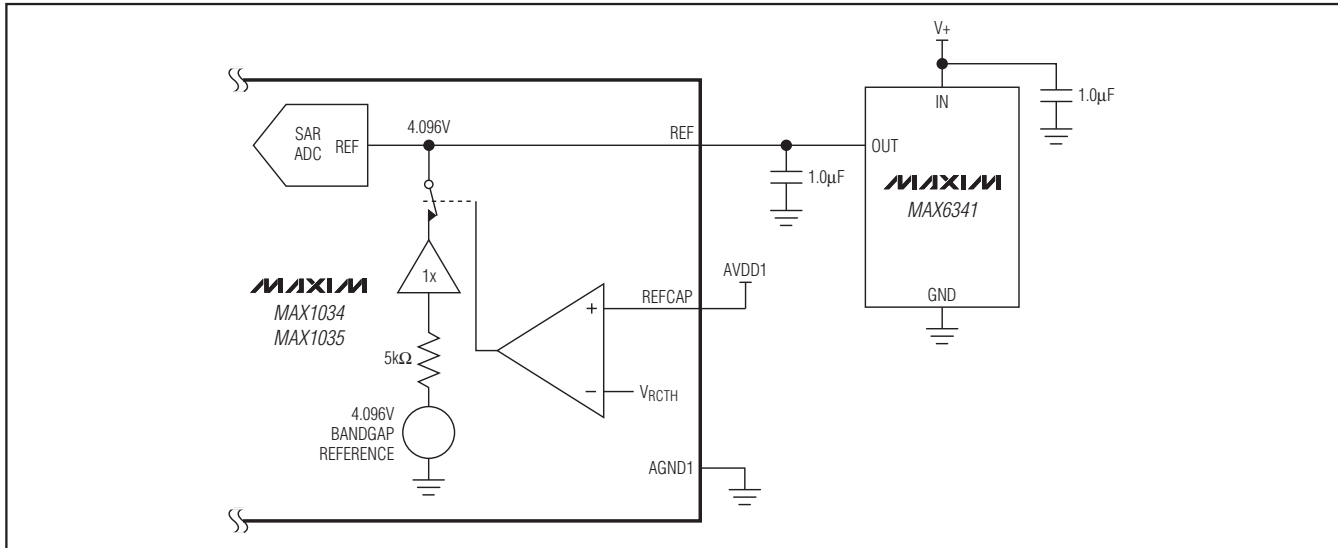 V+
IN
1.0µF
SAR
ADC
REF
4.096V
REF
OUT
1.0µF
MAXIM
MAX6341
GND
1x
MAXIM
MAX1034
MAX1035
REFCAP
AVDD1
+
−
VRCTH
5kΩ
4.096V
BANDGAP
REFERENCE
AGND1